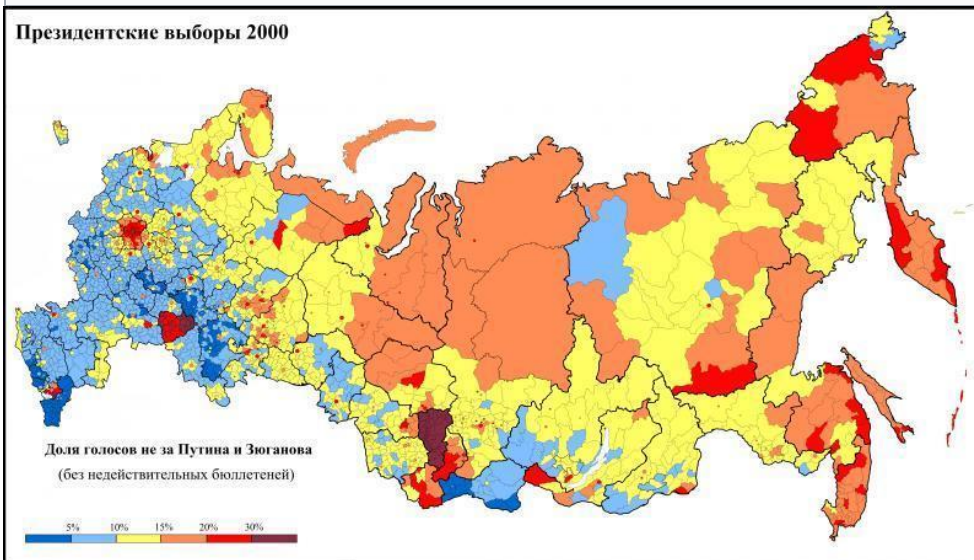 Президентские выборы 2000
Доля голосов не за Путина и Зюганова
(без недействительных бюллетеней)
5% 10% 15% 20% 30%